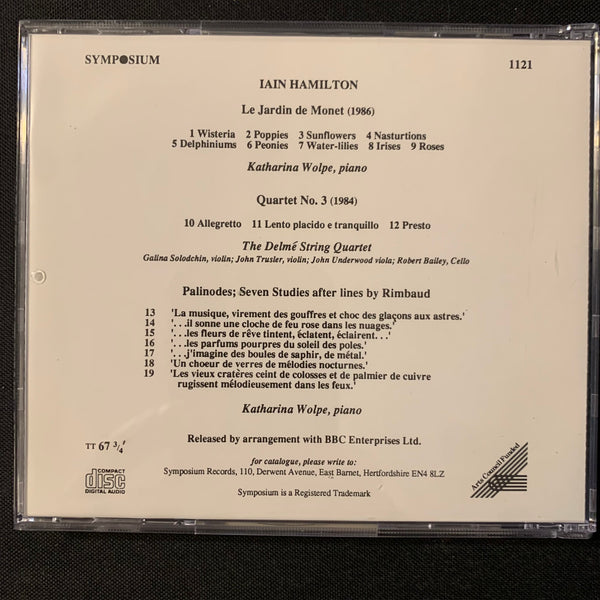 SYMPOSIUM 1121
IAIN HAMILTON
Le Jardin de Monet (1986)
1 Wisteria 2 Poppies 3 Sunflowers 4 Nasturtions
5 Delphiniums 6 Peonies 7 Water-lilies 8 Irises 9 Roses
Katharina Wolpe, piano
Quartet No. 3 (1984)
10 Allegretto 11 Lento placido e tranquillo 12 Presto
The Delmé String Quartet
Galina Solodchin, violin; John Trusler, violin; John Underwood viola; Robert Bailey, Cello
Palinodes; Seven Studies after lines by Rimbaud
13 'La musique, virement des gouffres et choc des glaçons aux astres.'
14 '. . .il sonne une cloche de feu rose dans les nuages.'
15 '. . .les fleurs de rêve tintent, éclatent, éclairent. . .'
16 '. . .les parfums pourpres du soleil des poles.'
17 '. . .j'imagine des boules de saphir, de métal.'
18 'Un choeur de verres de mélodies nocturnes.'
19 'Les vieux cratères ceint de colosses et de palmier de cuivre
rugissent mélodieusement dans les feux.'
Katharina Wolpe, piano
TT 67 3/4'
Released by arrangement with BBC Enterprises Ltd.
for catalogue, please write to:
Symposium Records, 110, Derwent Avenue, East Barnet, Hertfordshire EN4 8LZ
Symposium is a Registered Trademark
COMPACT
disc
DIGITAL AUDIO
Arts Council Funded